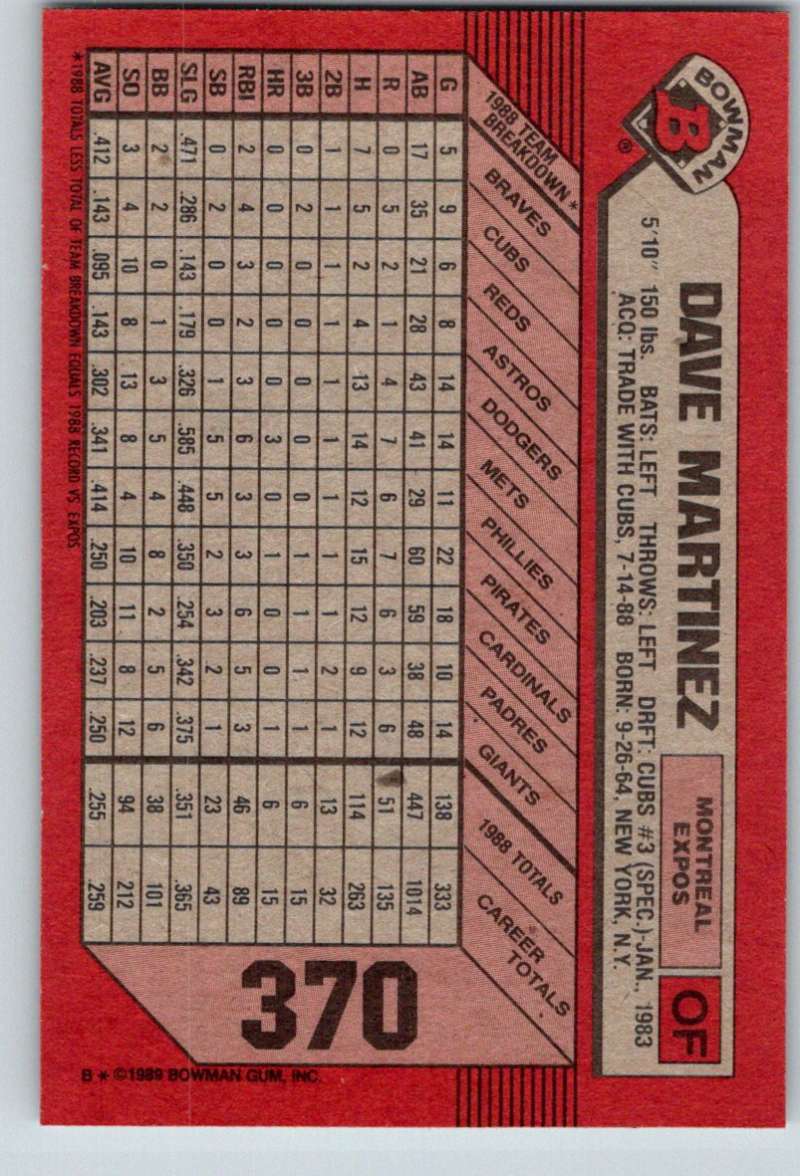 BOWMAN
B
®
DAVE MARTINEZ
MONTREAL
EXPOS
OF
5'10" 150 lbs. BATS: LEFT THROWS: LEFT DRFT: CUBS #3 (SPEC.)-JAN., 1983
ACQ: TRADE WITH CUBS, 7-14-88 BORN: 9-26-64, NEW YORK, N.Y.
1988 TEAM
BREAKDOWN*
BRAVES CUBS REDS ASTROS DODGERS METS PHILLIES PIRATES CARDINALS PADRES GIANTS 1988 TOTALS CAREER TOTALS
G 5 9 6 8 14 14 11 22 18 10 14 138 333
AB 17 35 21 28 43 41 29 60 59 38 48 447 1014
R 0 5 2 1 4 7 6 7 6 3 6 51 135
H 7 5 2 4 13 14 12 15 12 9 12 114 263
2B 1 1 1 1 1 1 1 1 1 2 1 13 32
3B 0 2 0 0 0 0 0 1 1 1 1 6 15
HR 0 0 0 0 0 3 0 1 0 0 1 6 15
RBI 2 4 3 2 3 6 3 3 6 5 3 46 89
SB 0 2 0 0 1 5 5 2 3 2 1 23 43
SLG .471 .286 .143 .179 .326 .585 .448 .350 .254 .342 .375 .351 .365
BB 2 2 0 1 3 5 4 8 2 5 6 38 101
SO 3 4 10 8 13 8 4 10 11 8 12 94 212
AVG .412 .143 .095 .143 .302 .341 .414 .250 .203 .237 .250 .255 .259
*1988 TOTALS LESS TOTAL OF TEAM BREAKDOWN EQUALS 1988 RECORD VS EXPOS
370
B * ©1989 BOWMAN GUM, INC.